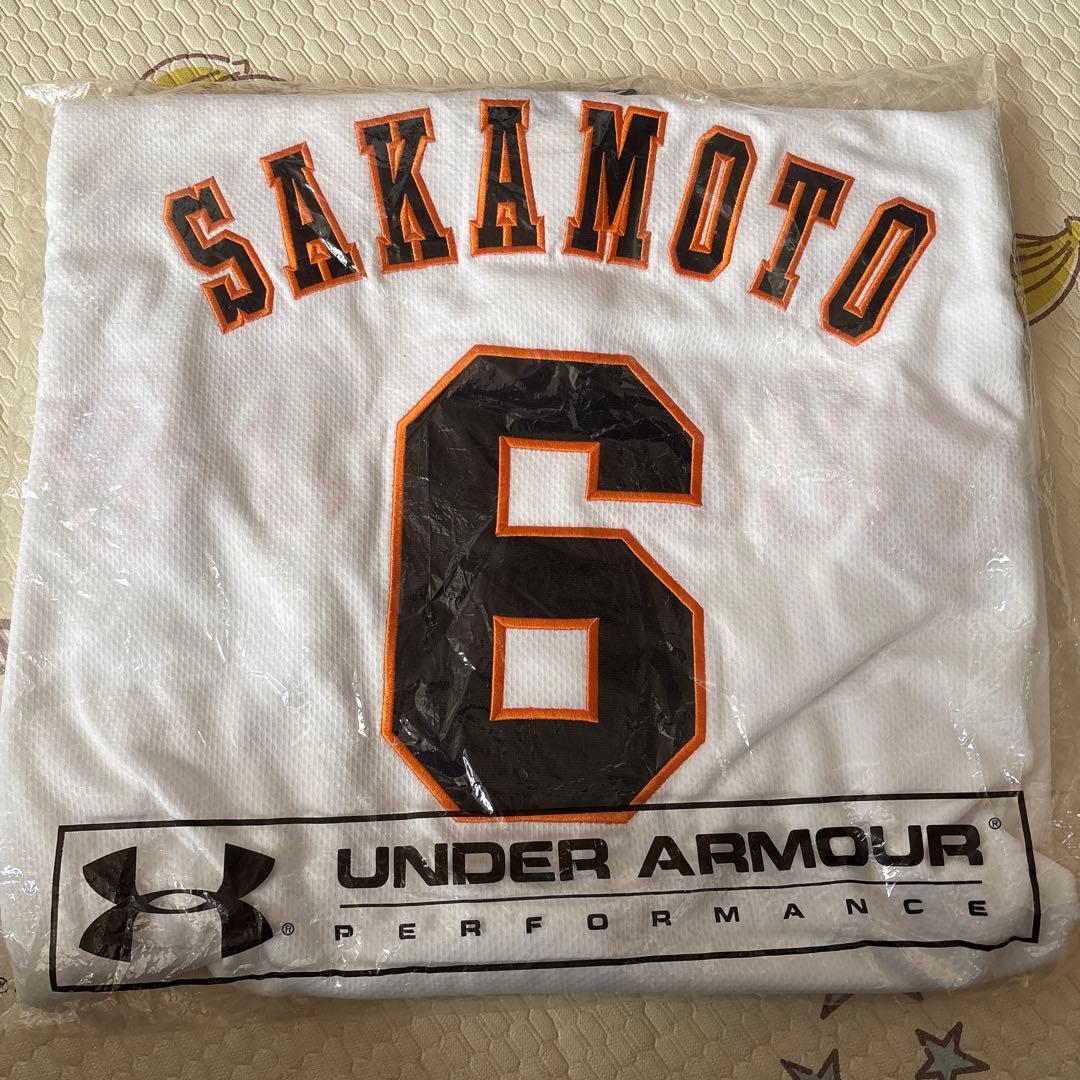 SAKAMOTO
6
UNDER ARMOUR®
® PERFORMANCE